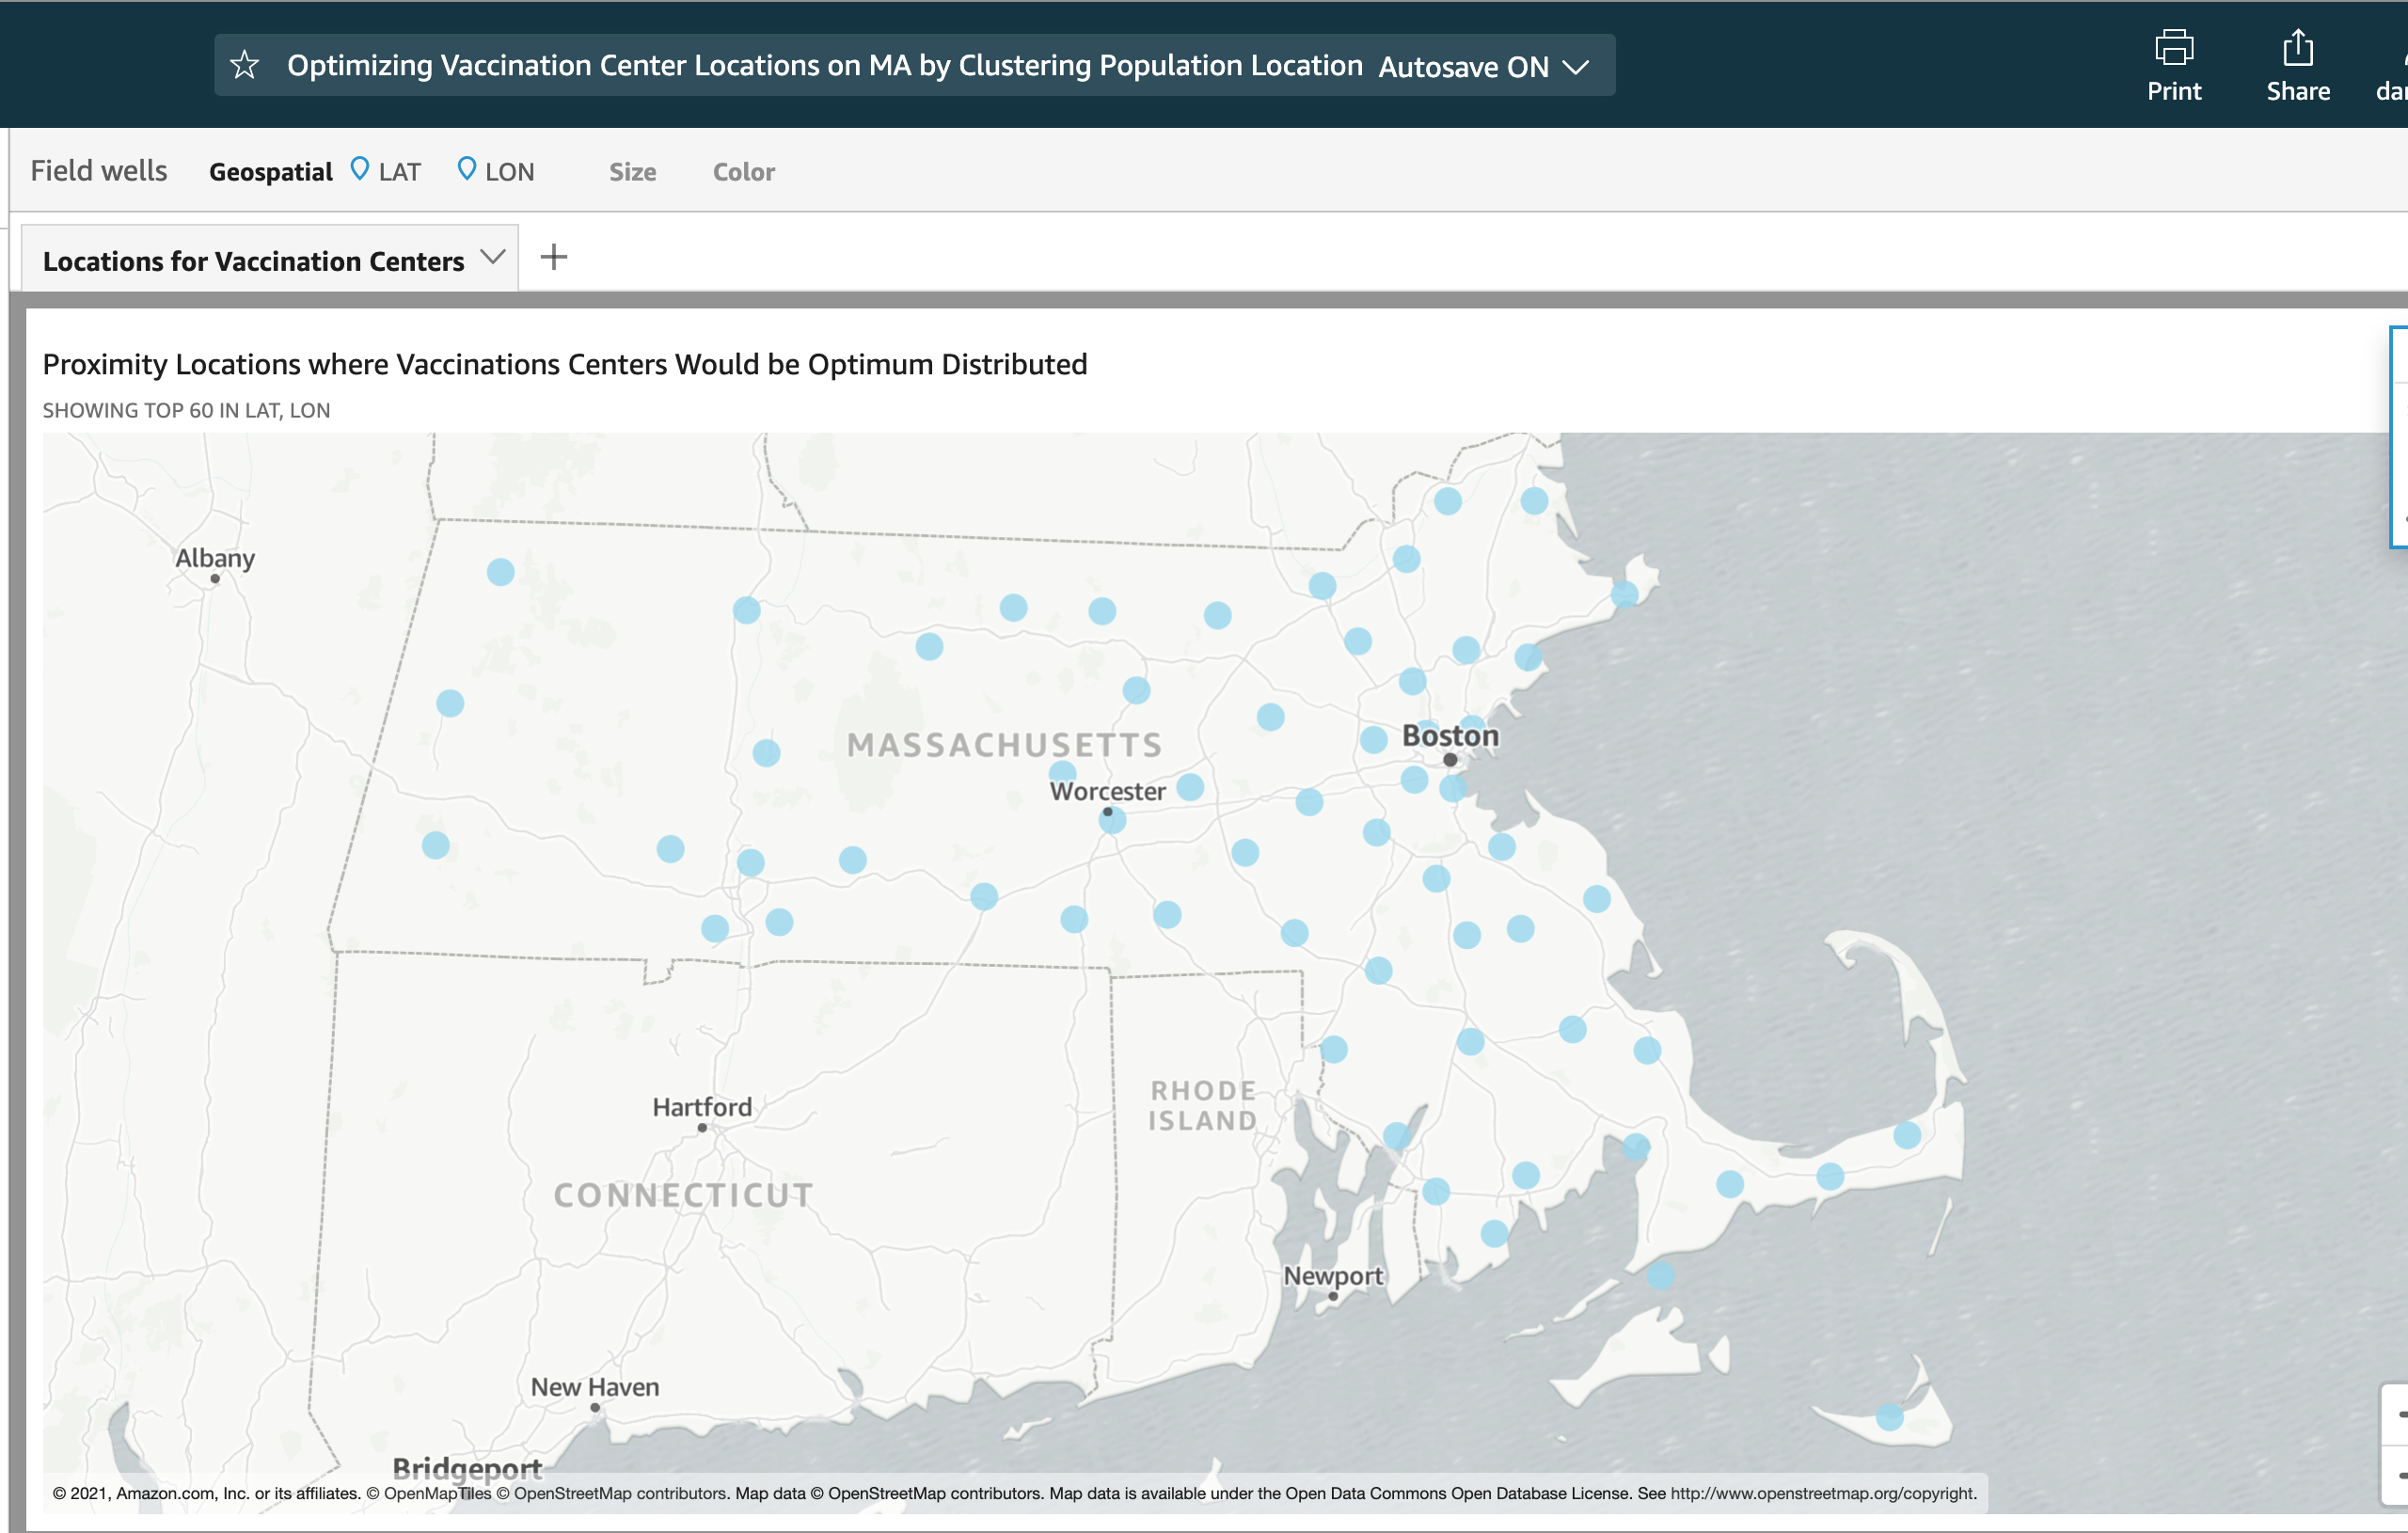 Optimizing Vaccination Center Locations on MA by Clustering Population Location Autosave ON
Print
Share
Field wells Geospatial LAT LON Size Color
Locations for Vaccination Centers
Proximity Locations where Vaccinations Centers Would be Optimum Distributed
SHOWING TOP 60 IN LAT, LON
Albany
MASSACHUSETTS
Boston
Worcester
RHODE
ISLAND
Hartford
CONNECTICUT
Newport
New Haven
Bridgeport
© 2021, Amazon.com, Inc. or its affiliates. © OpenMapTiles © OpenStreetMap contributors. Map data © OpenStreetMap contributors. Map data is available under the Open Data Commons Open Database License. See http://www.openstreetmap.org/copyright.